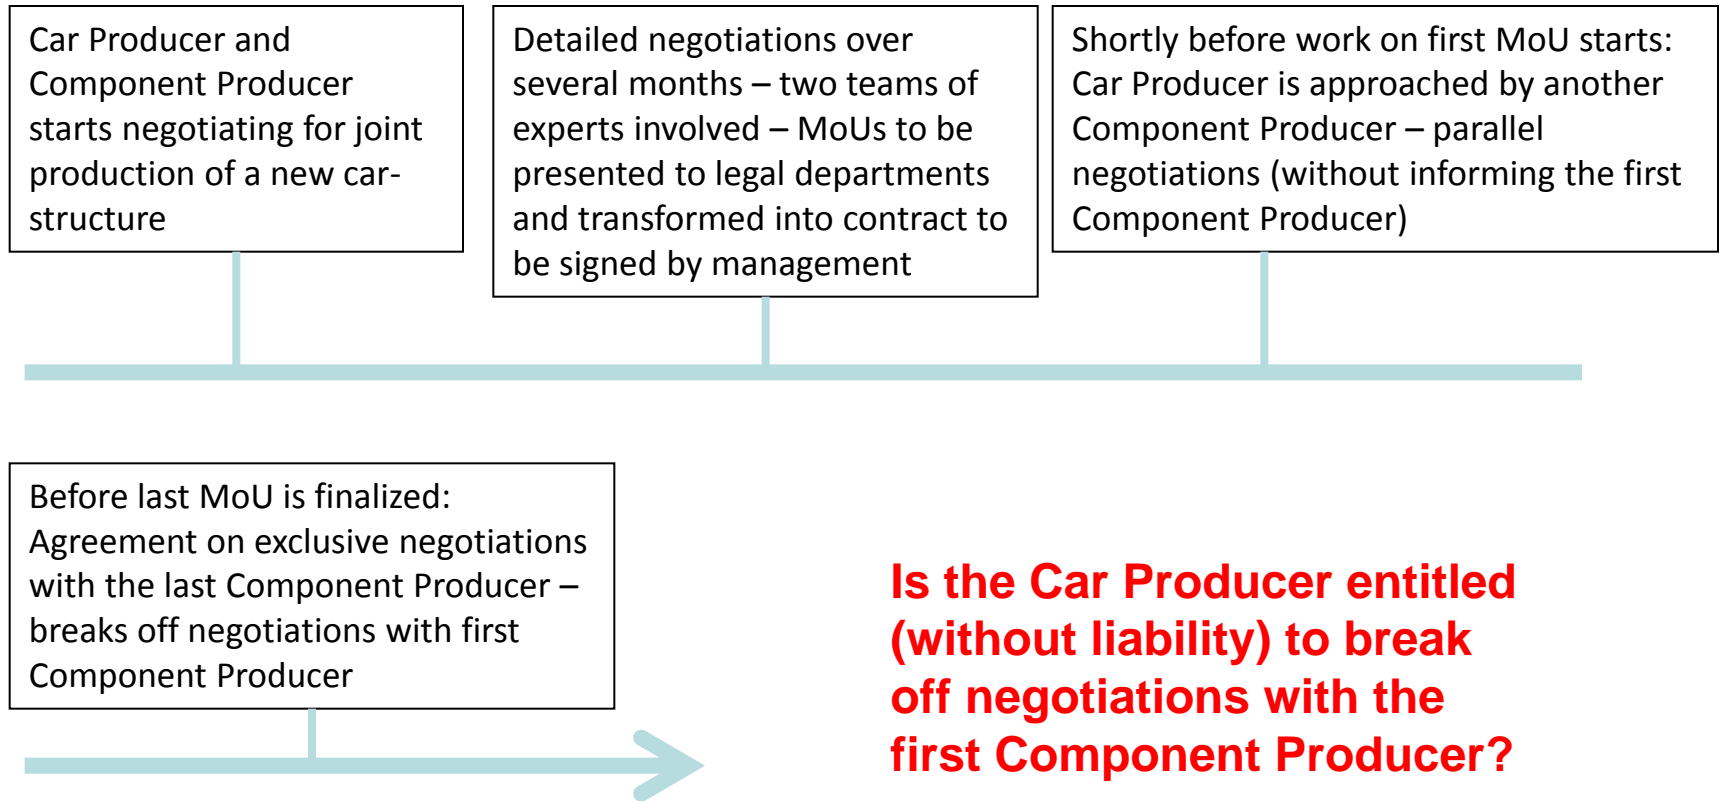 Car Producer and
Component Producer
starts negotiating for joint
production of a new car-
structure
Detailed negotiations over
several months – two teams of
experts involved – MoUs to be
presented to legal departments
and transformed into contract to
be signed by management
Shortly before work on first MoU starts:
Car Producer is approached by another
Component Producer – parallel
negotiations (without informing the first
Component Producer)
Before last MoU is finalized:
Agreement on exclusive negotiations
with the last Component Producer –
breaks off negotiations with first
Component Producer
Is the Car Producer entitled
(without liability) to break
off negotiations with the
first Component Producer?